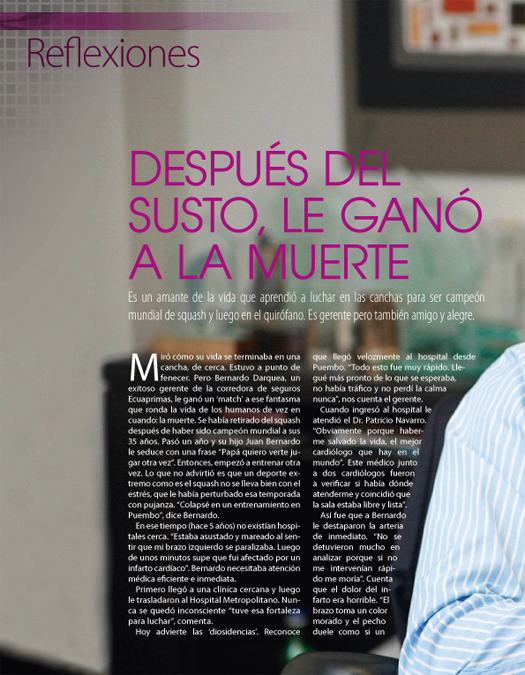 Reflexiones
DESPUÉS DEL
SUSTO, LE GANÓ
A LA MUERTE
Es un amante de la vida que aprendió a luchar en las canchas para ser campeón
mundial de squash y luego en el quirófano. Es gerente pero también amigo y alegre.
Miró cómo su vida se terminaba en una
cancha, de cerca. Estuvo a punto de
fenecer. Pero Bernardo Darquea, un
exitoso gerente de la corredora de seguros
Ecuaprimas, le ganó un 'match' a ese fantasma
que ronda la vida de los humanos de vez en
cuando: la muerte. Se había retirado del squash
después de haber sido campeón mundial a sus
35 años. Pasó un año y su hijo Juan Bernardo
le seduce con una frase "Papá quiero verte ju-
gar otra vez". Entonces, empezó a entrenar otra
vez. Lo que no advirtió es que un deporte ex-
tremo como es el squash no se lleva bien con el
estrés, que le había perturbado esa temporada
con pujanza. "Colapsé en un entrenamiento en
Puembo", dice Bernardo.
En ese tiempo (hace 5 años) no existían hospi-
tales cerca. "Estaba asustado y mareado al sen-
tir que mi brazo izquierdo se paralizaba. Luego
de unos minutos supe que fui afectado por un
infarto cardíaco". Bernardo necesitaba atención
médica eficiente e inmediata.
Primero llegó a una clínica cercana y luego
le trasladaron al Hospital Metropolitano. Nun-
ca se quedó inconsciente "tuve esa fortaleza
para luchar", comenta.
Hoy advierte las 'diosidencias'. Reconoce
que llegó velozmente al hospital desde
Puembo. "Todo esto fue muy rápido. Lle-
gué más pronto de lo que se esperaba,
no había tráfico y no perdí la calma
nunca", nos cuenta el gerente.
Cuando ingresó al hospital le
atendió el Dr. Patricio Navarro.
"Obviamente porque haber-
me salvado la vida, el mejor
cardiólogo que hay en el
mundo". Este médico junto
a dos cardiólogos fueron
a verificar si había dónde
atenderme y coincidió que
la sala estaba libre y lista".
Así fue que a Bernardo
le destaparon la arteria
de inmediato. "No se
detuvieron mucho en
analizar porque si no
me intervenían rápi-
do me moría". Cuenta
que el dolor del in-
farto era horrible. "El
brazo toma un color
morado y el pecho
duele como si un